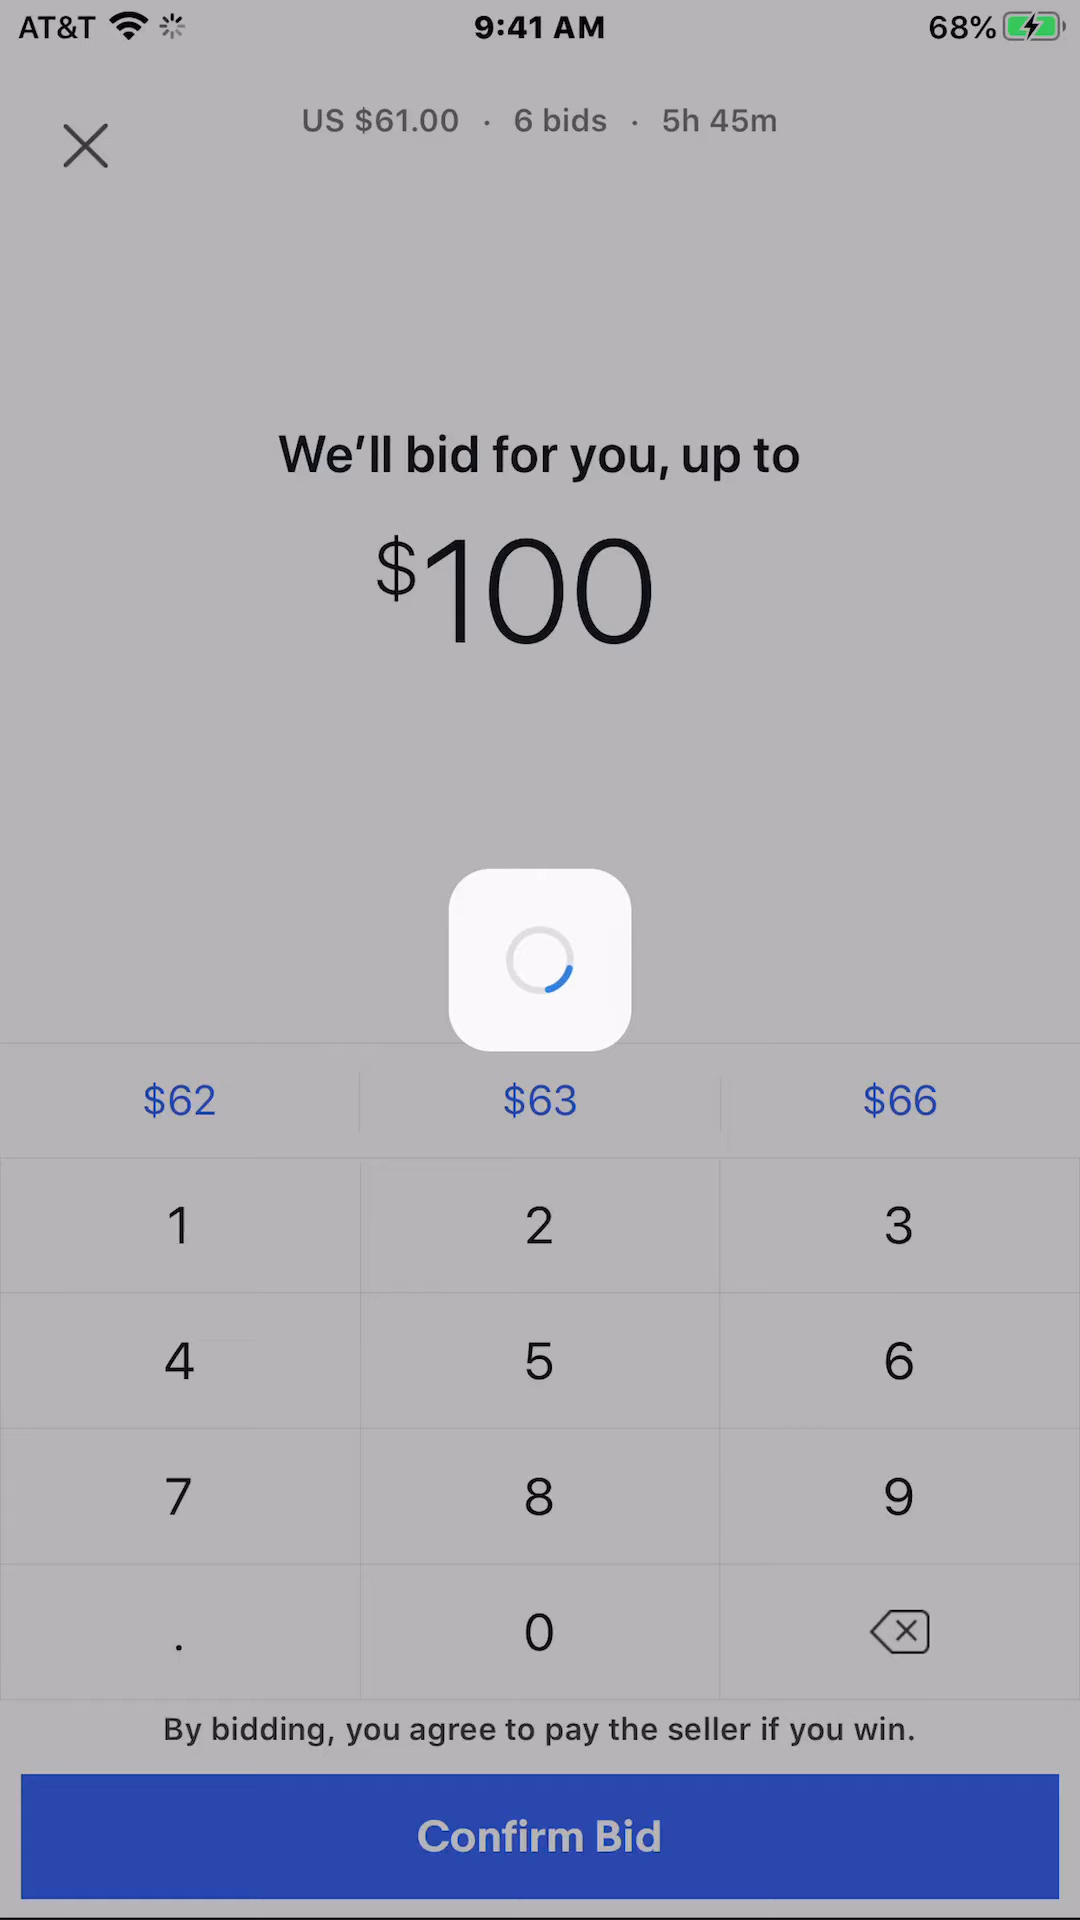 AT&T 9:41 AM 68%
US $61.00 · 6 bids · 5h 45m
We’ll bid for you, up to
$100
$62 $63 $66
1 2 3
4 5 6
7 8 9
. 0
By bidding, you agree to pay the seller if you win.
Confirm Bid